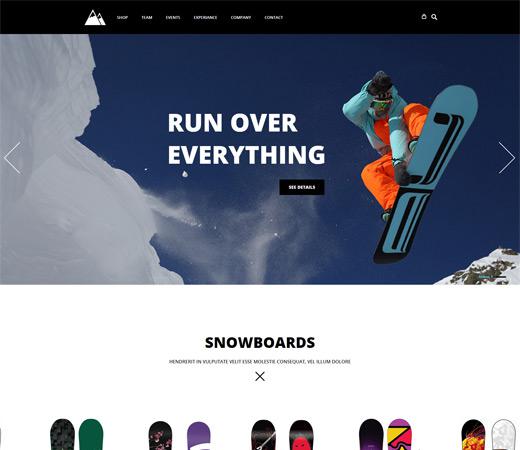 SHOP TEAM EVENTS EXPERIANCE COMPANY CONTACT
RUN OVER
EVERYTHING
SEE DETAILS
SNOWBOARDS
HENDRERIT IN VULPUTATE VELIT ESSE MOLESTIE CONSEQUAT, VEL ILLUM DOLORE